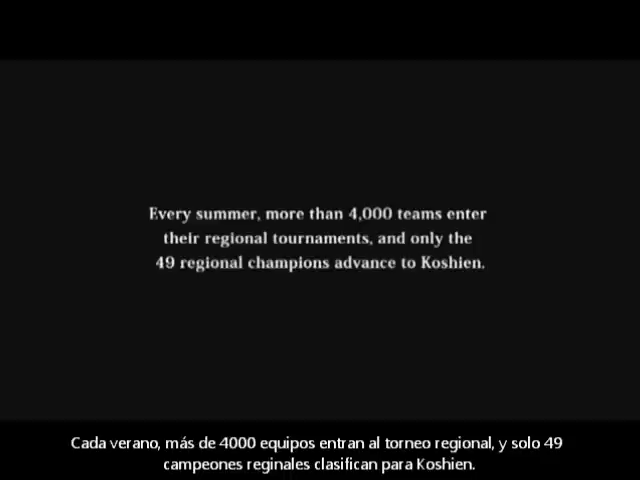 Every summer, more than 4,000 teams enter
their regional tournaments, and only the
49 regional champions advance to Koshien.
Cada verano, más de 4000 equipos entran al torneo regional, y solo 49
campeones reginales clasifican para Koshien.